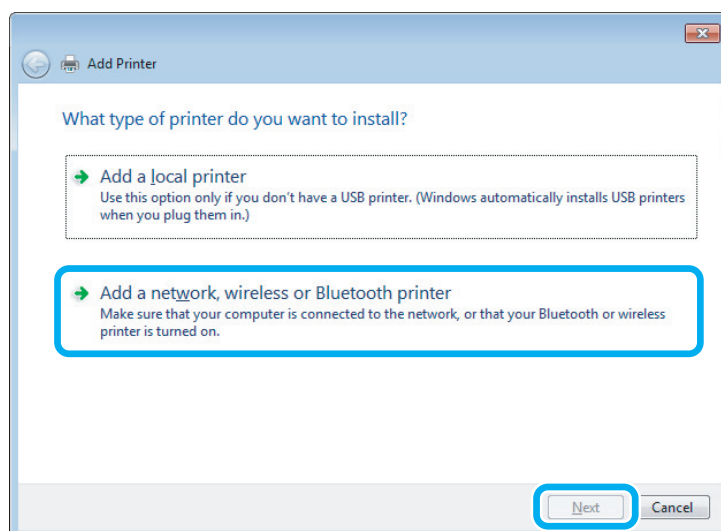 Add Printer
What type of printer do you want to install?
Add a local printer
Use this option only if you don't have a USB printer. (Windows automatically installs USB printers
when you plug them in.)
Add a network, wireless or Bluetooth printer
Make sure that your computer is connected to the network, or that your Bluetooth or wireless
printer is turned on.
Next Cancel